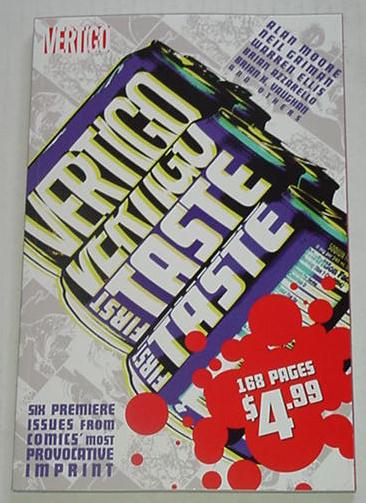 VERTIGO
ALAN MOORE
NEIL GAIMAN
WARREN ELLIS
BRIAN AZZARELLO
BRIAN K. VAUGHAN
AND OTHERS
VERTIGO
VERTIGO
FIRST TASTE
FIRST TASTE
168 PAGES
$4.99
SIX PREMIERE
ISSUES FROM
COMICS' MOST
PROVOCATIVE
IMPRINT